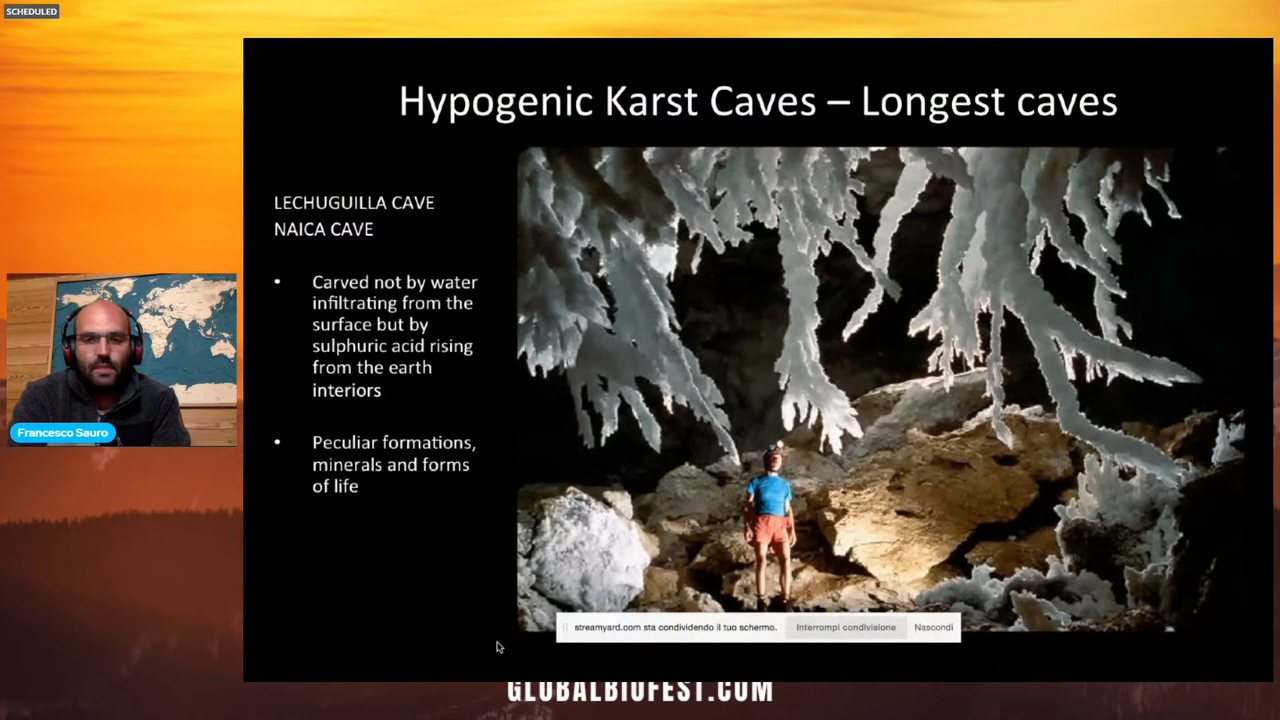 SCHEDULED
Hypogenic Karst Caves – Longest caves
LECHUGUILLA CAVE
NAICA CAVE
• Carved not by water
infiltrating from the
surface but by
sulphuric acid rising
from the earth
interiors
• Peculiar formations,
minerals and forms
of life
Francesco Sauro
streamyard.com sta condividendo il tuo schermo. Interrompi condivisione Nascondi
GLOBALBIOFEST.COM